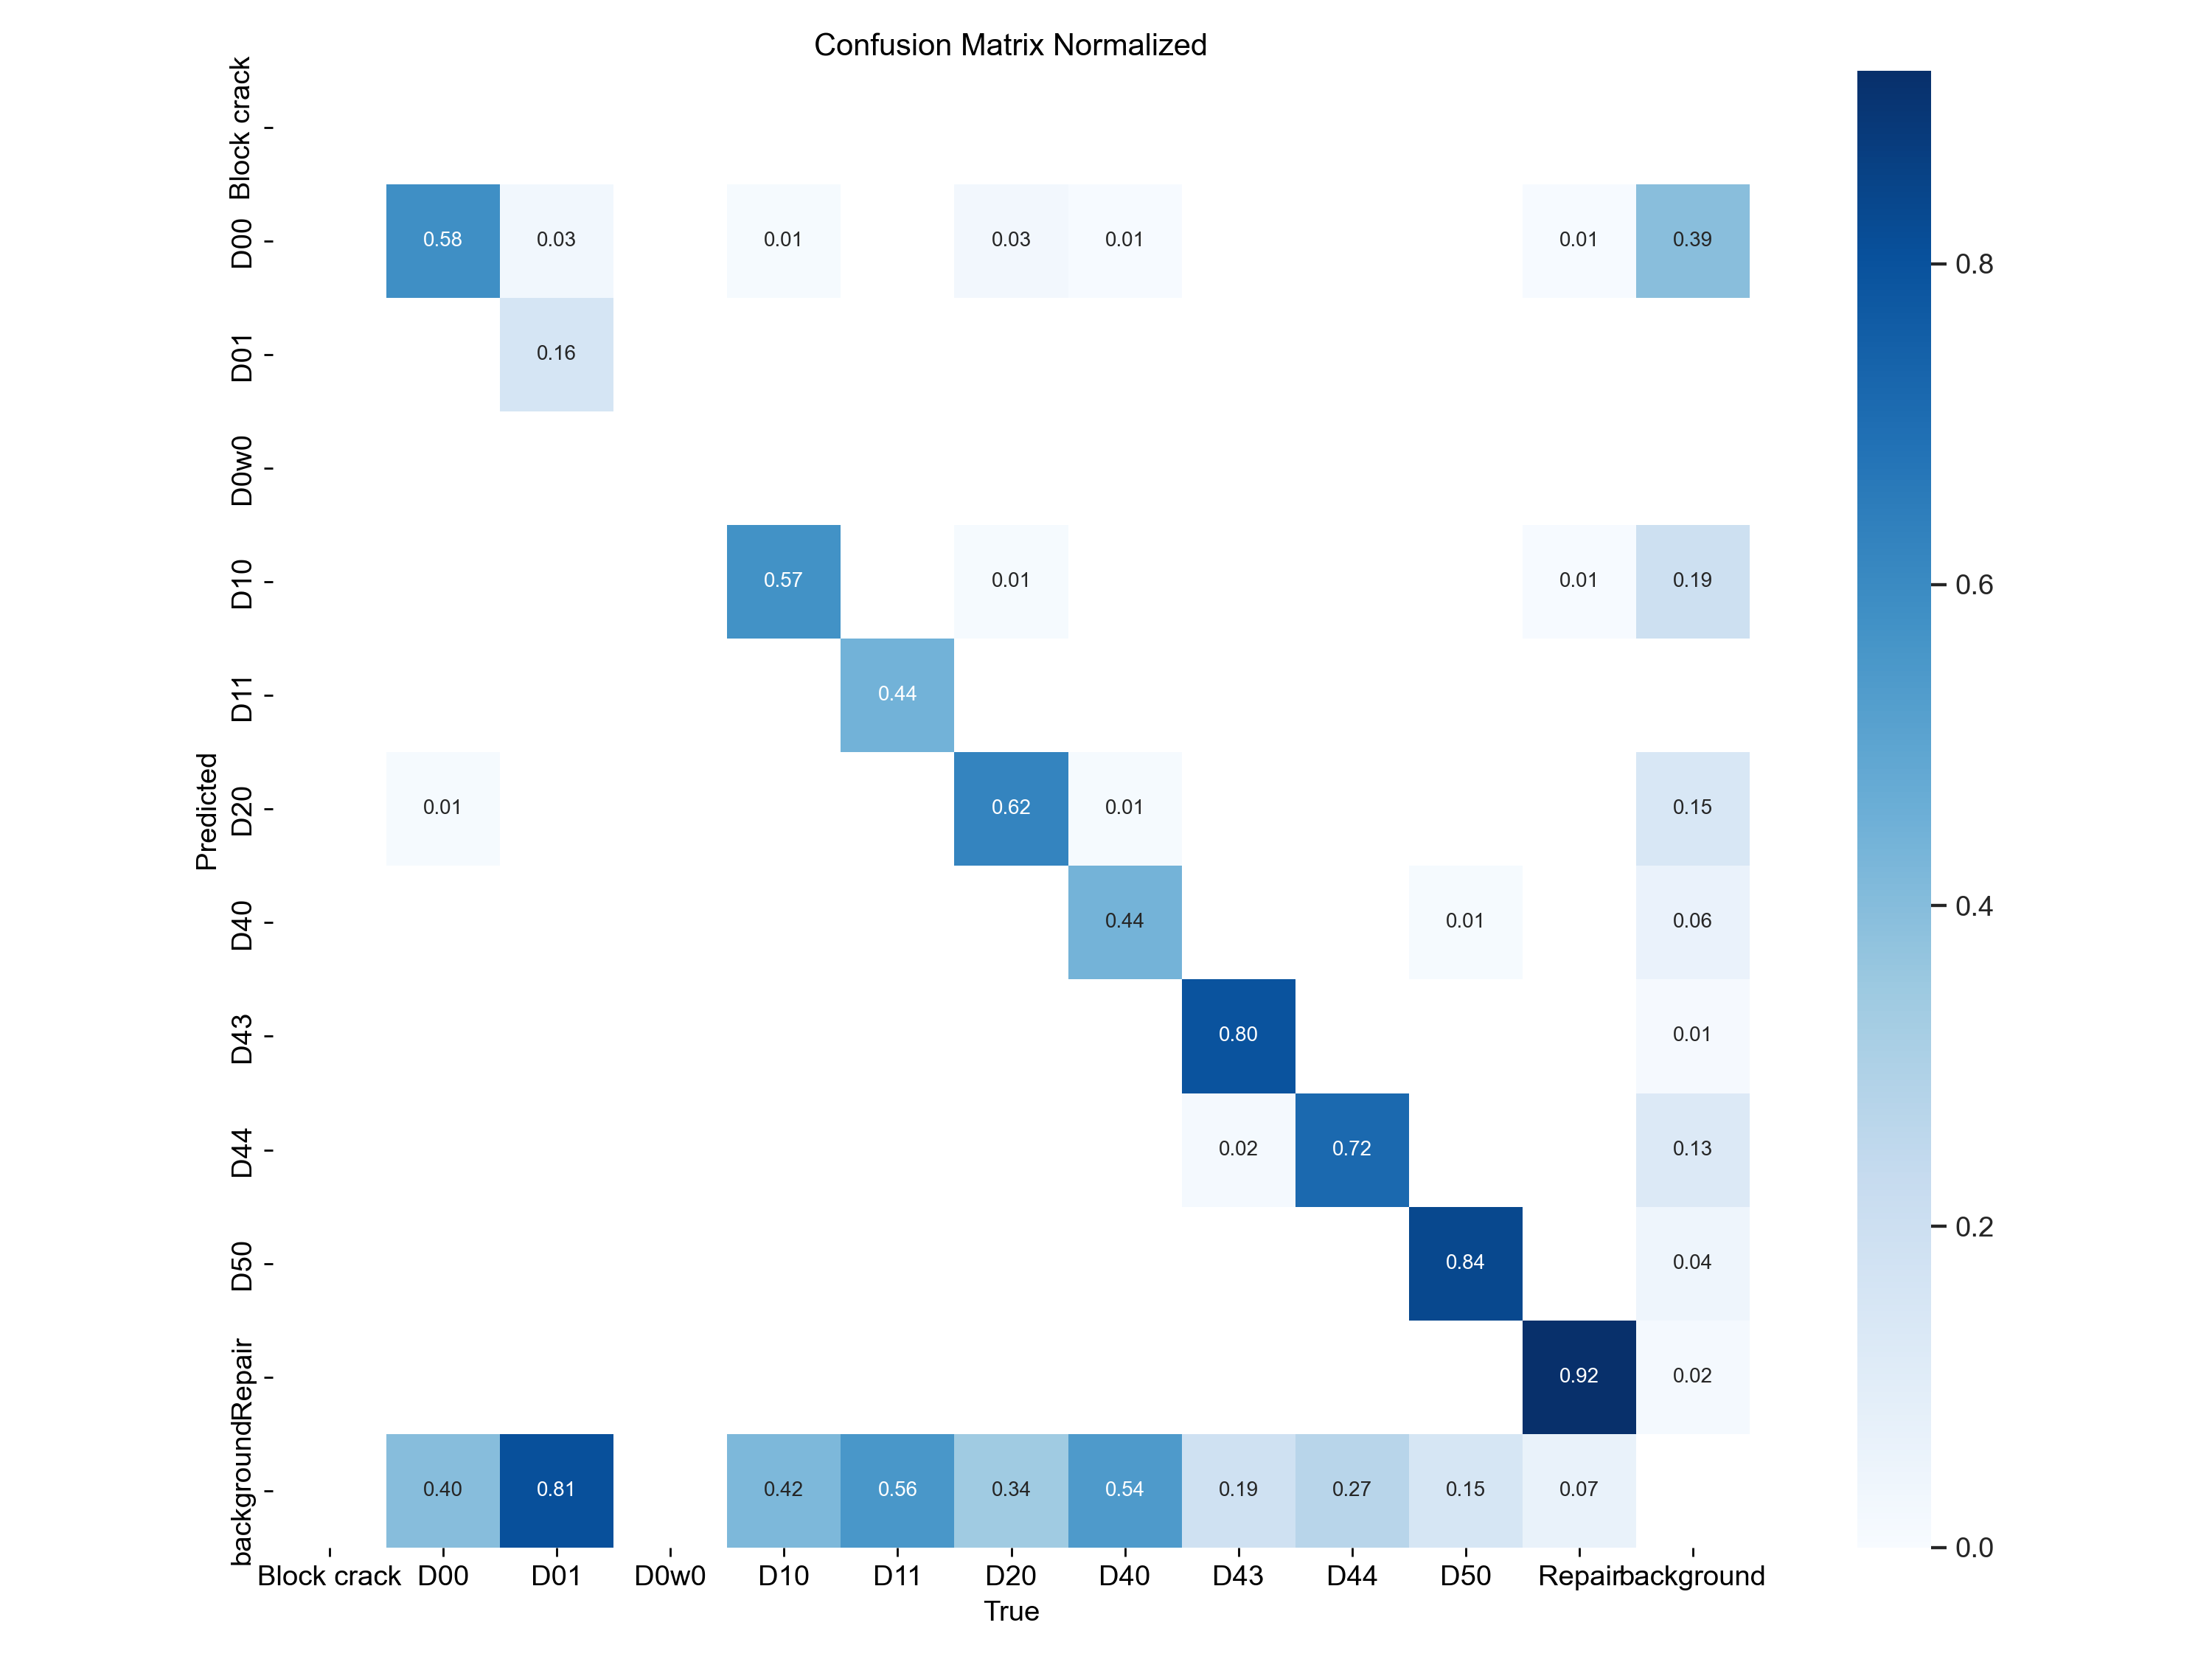 Confusion Matrix Normalized
Block crack
D00 0.58 0.03 0.01 0.03 0.01 0.01 0.39
D01 0.16
D0w0
D10 0.57 0.01 0.01 0.19
D11 0.44
D20 0.01 0.62 0.01 0.15
D40 0.44 0.01 0.06
D43 0.80 0.01
D44 0.02 0.72 0.13
D50 0.84 0.04
Repair 0.92 0.02
background 0.40 0.81 0.42 0.56 0.34 0.54 0.19 0.27 0.15 0.07
Predicted
Block crack D00 D01 D0w0 D10 D11 D20 D40 D43 D44 D50 Repair background
True
0.8
0.6
0.4
0.2
0.0